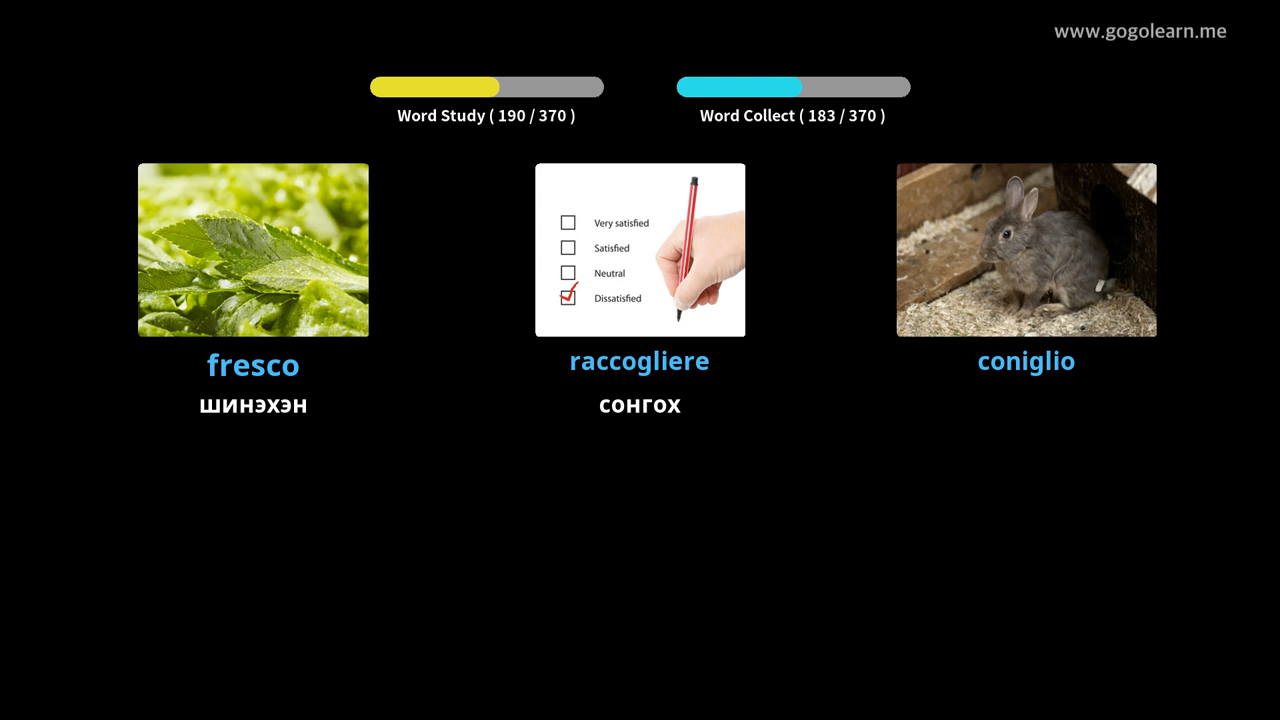 www.gogolearn.me
Word Study ( 190 / 370 )
Word Collect ( 183 / 370 )
Very satisfied
Satisfied
Neutral
Dissatisfied
fresco
raccogliere
coniglio
шинэхэн
сонгох